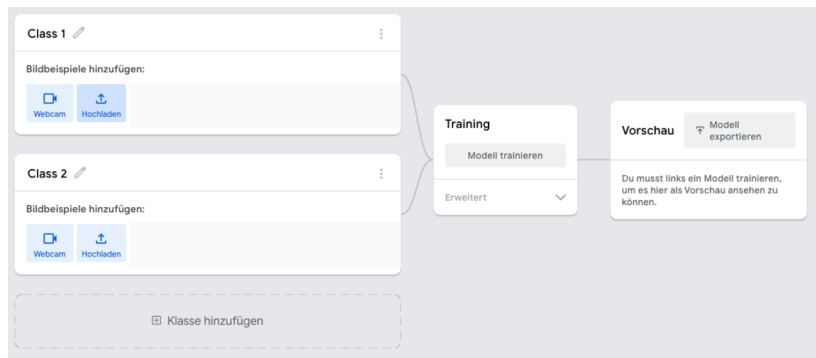 Class 1
Bildbeispiele hinzufügen:
Webcam
Hochladen
Class 2
Bildbeispiele hinzufügen:
Webcam
Hochladen
Klasse hinzufügen
Training
Modell trainieren
Erweitert
Vorschau
Modell
exportieren
Du musst links ein Modell trainieren,
um es hier als Vorschau ansehen zu
können.